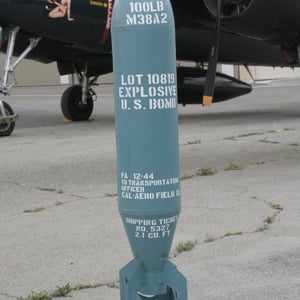 100LB
M38A2
LOT 10819
EXPLOSIVE
U.S. BOMB
PA 12-44
TO TRANSPORTATION
OFFICER
CAL-AERO FIELD
SHIPPING TICKET
NO. 5327
2.1 CU. FT